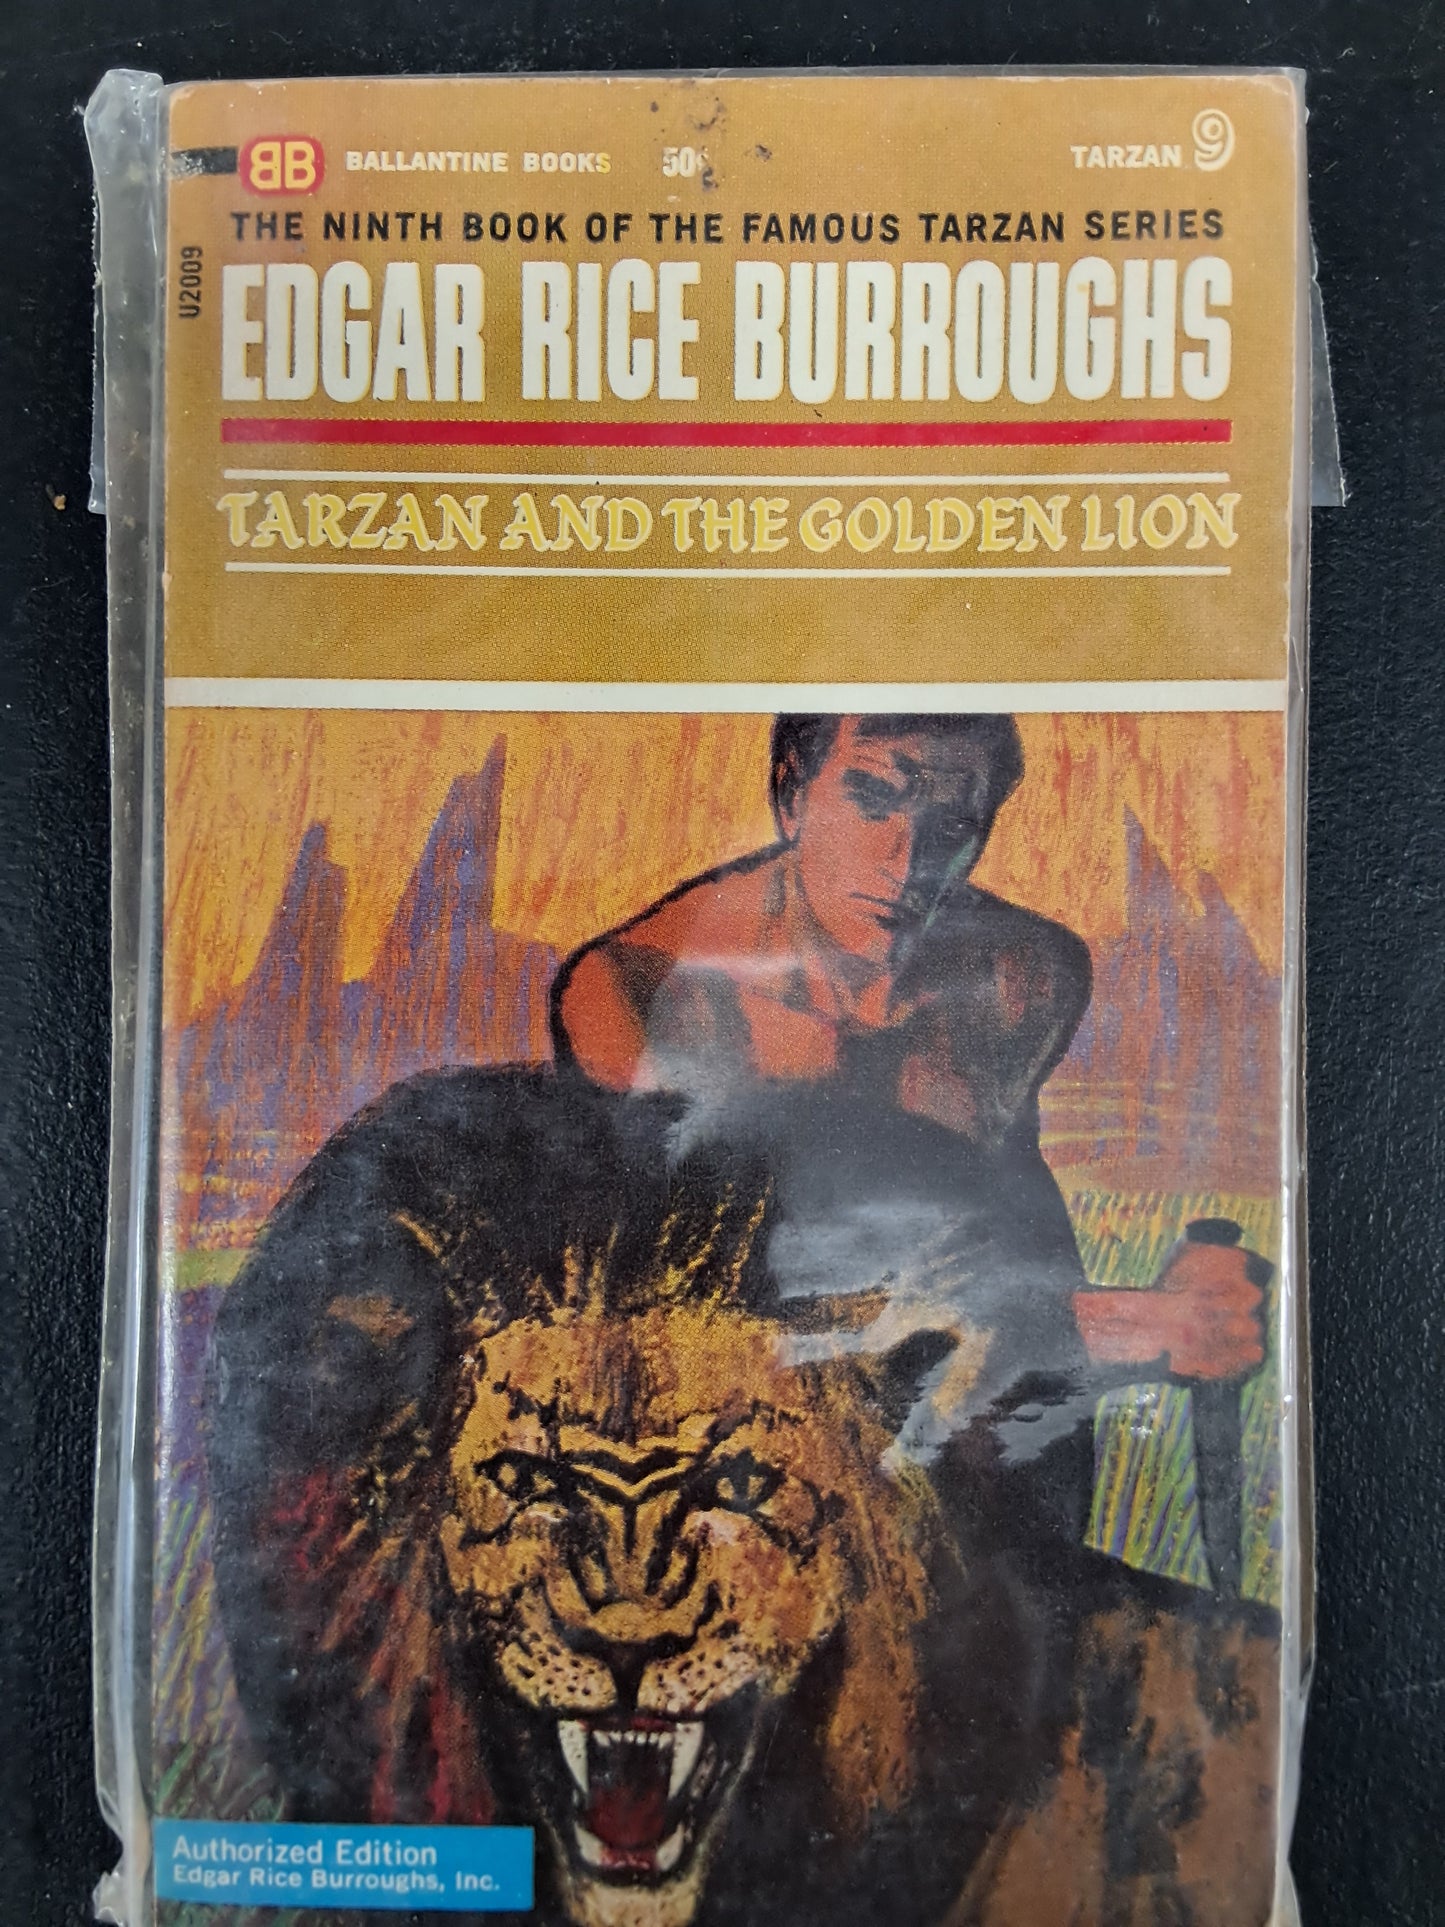 BB BALLANTINE BOOKS 50¢ TARZAN 9
THE NINTH BOOK OF THE FAMOUS TARZAN SERIES
U2009
EDGAR RICE BURROUGHS
TARZAN AND THE GOLDEN LION
Authorized Edition
Edgar Rice Burroughs, Inc.